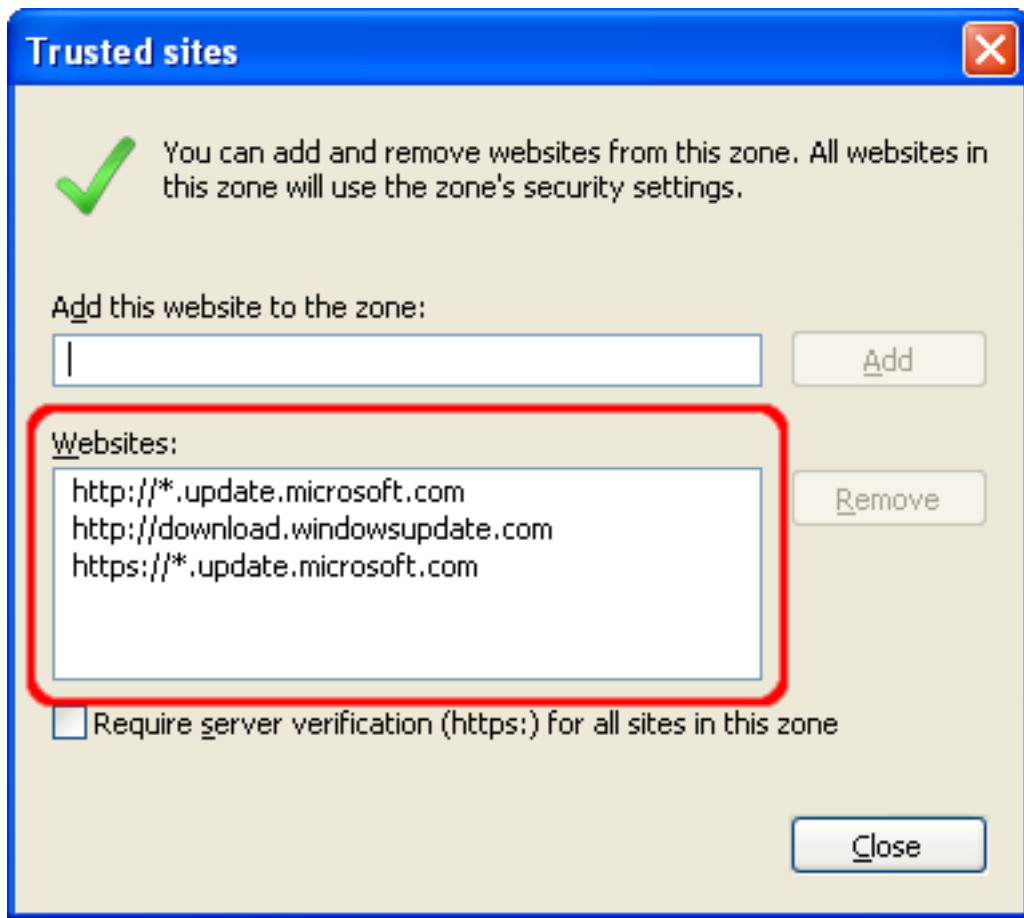 Trusted sites
You can add and remove websites from this zone. All websites in
this zone will use the zone's security settings.
Add this website to the zone:
Add
Websites:
http://*.update.microsoft.com
http://download.windowsupdate.com
https://*.update.microsoft.com
Remove
Require server verification (https:) for all sites in this zone
Close